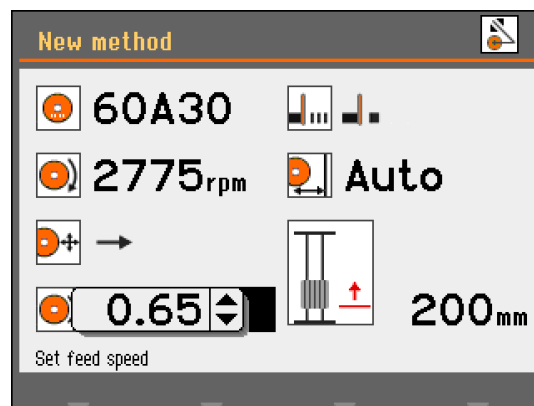 New method
60A30
2775rpm
Auto
0.65
200mm
Set feed speed